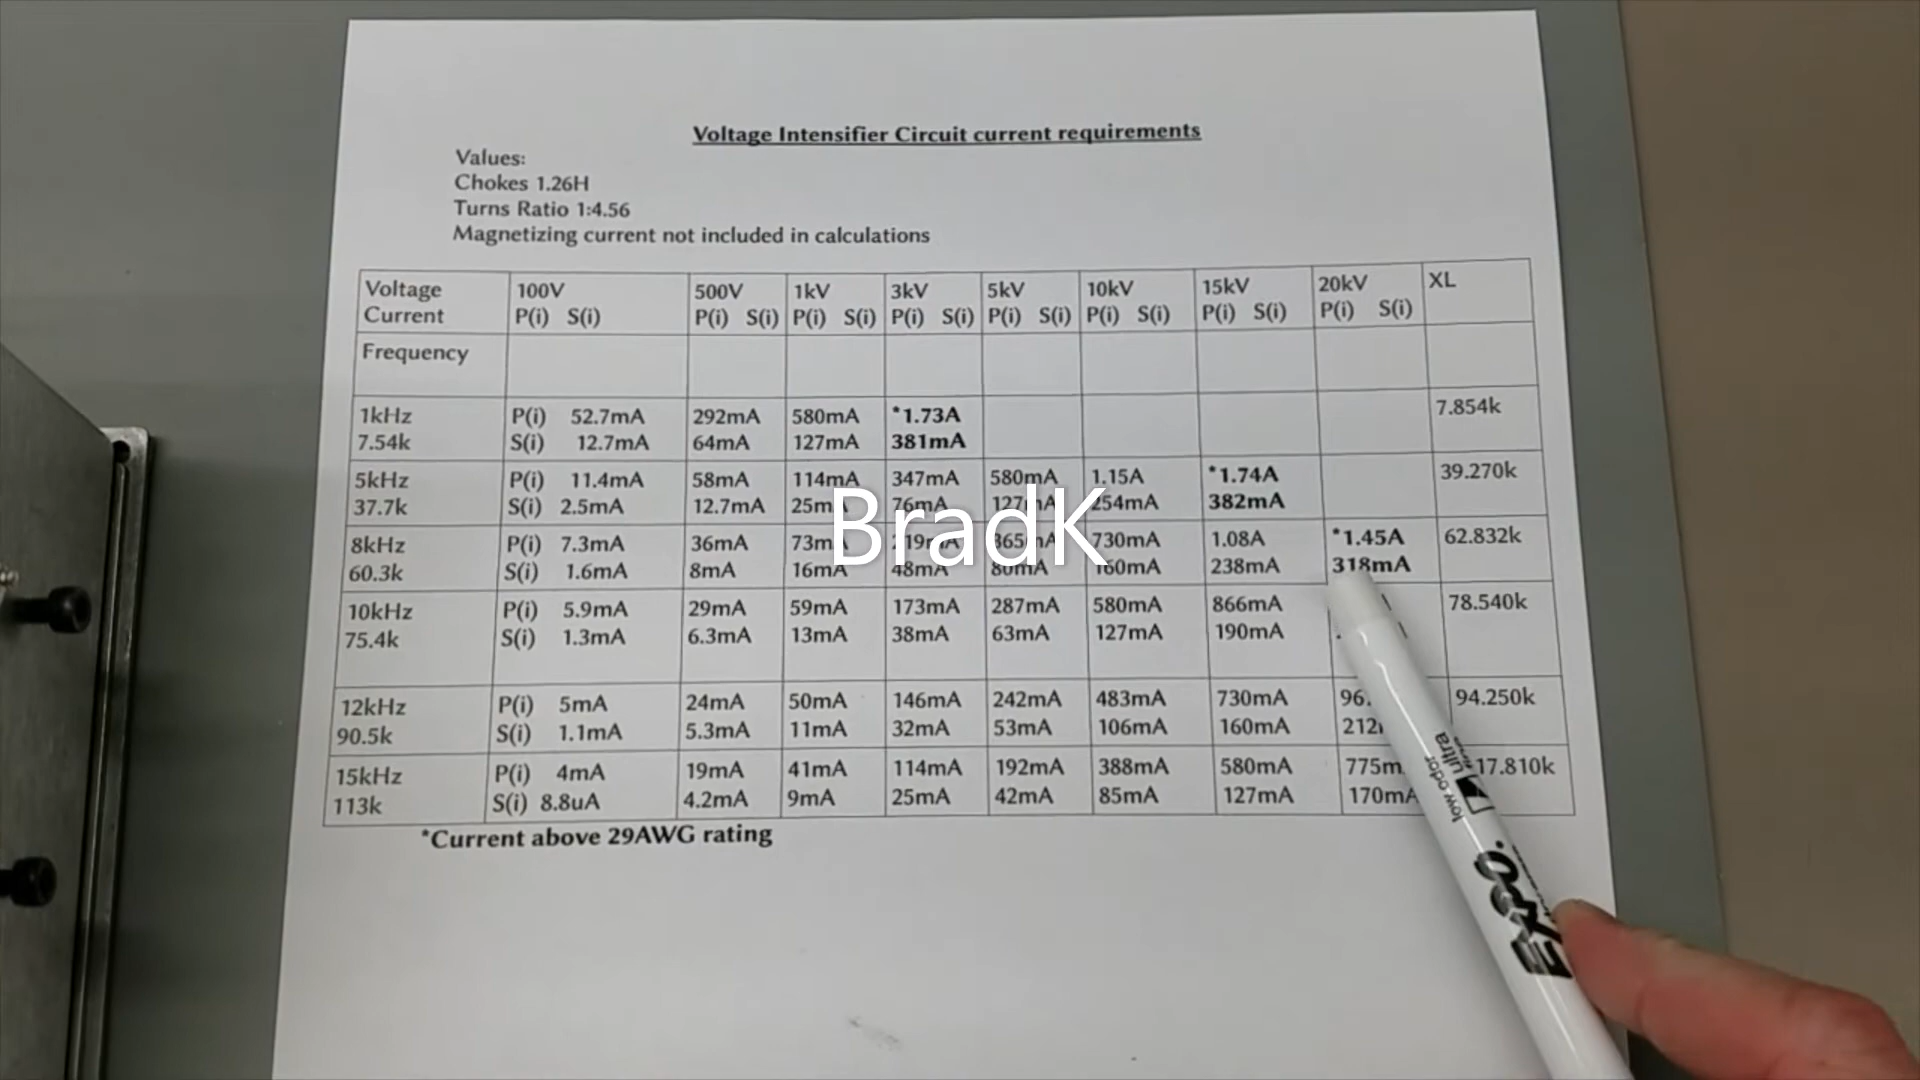 Voltage Intensifier Circuit current requirements
Values:
Chokes 1.26H
Turns Ratio 1:4.56
Magnetizing current not included in calculations
Voltage 100V 500V 1kV 3kV 5kV 10kV 15kV 20kV XL
Current P(i) S(i) P(i) S(i) P(i) S(i) P(i) S(i) P(i) S(i) P(i) S(i) P(i) S(i) P(i) S(i)
Frequency
1kHz P(i) 52.7mA 292mA 580mA *1.73A 7.854k
7.54k S(i) 12.7mA 64mA 127mA 381mA
5kHz P(i) 11.4mA 58mA 114mA 347mA 580mA 1.15A *1.74A 39.270k
37.7k S(i) 2.5mA 12.7mA 25mA 76mA 127mA 254mA 382mA
BradK
8kHz P(i) 7.3mA 36mA 73mA 219mA 365mA 730mA 1.08A *1.45A 62.832k
60.3k S(i) 1.6mA 8mA 16mA 48mA 80mA 160mA 238mA 318mA
10kHz P(i) 5.9mA 29mA 59mA 173mA 287mA 580mA 866mA 78.540k
75.4k S(i) 1.3mA 6.3mA 13mA 38mA 63mA 127mA 190mA
12kHz P(i) 5mA 24mA 50mA 146mA 242mA 483mA 730mA 94.250k
90.5k S(i) 1.1mA 5.3mA 11mA 32mA 53mA 106mA 160mA
15kHz P(i) 4mA 19mA 41mA 114mA 192mA 388mA 580mA 775m 17.810k
113k S(i) 8.8uA 4.2mA 9mA 25mA 42mA 85mA 127mA 170mA
*Current above 29AWG rating
low odor
ultra
EXPO